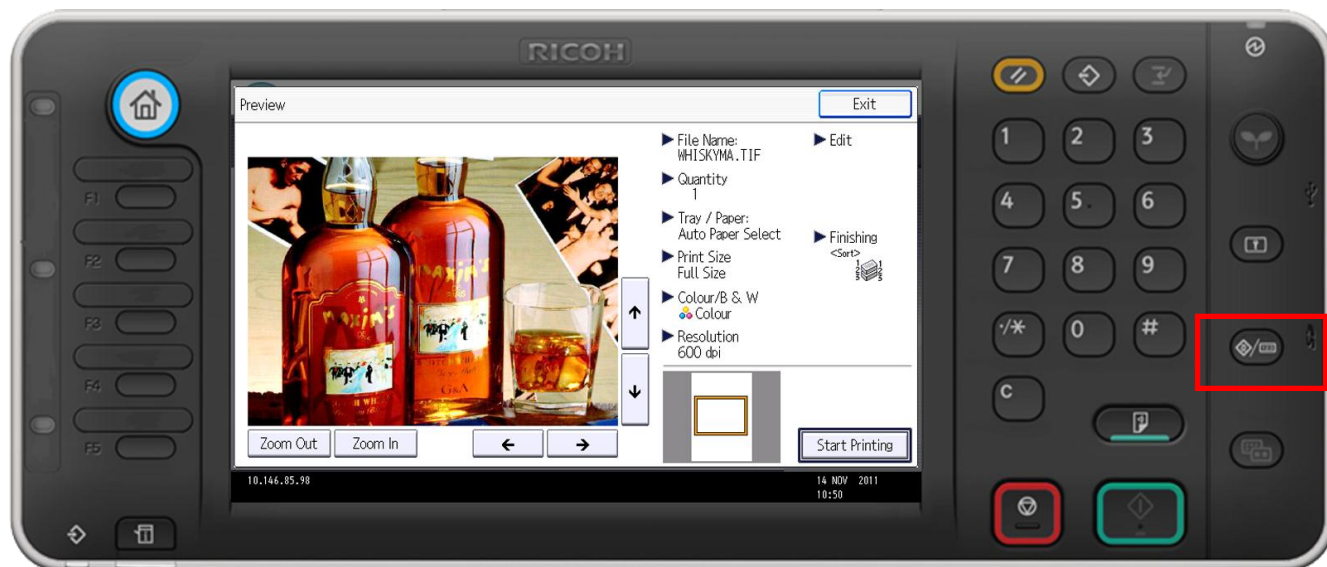 RICOH
Preview
Exit
File Name:
WHISKYMA.TIF
Edit
Quantity
1
Tray / Paper:
Auto Paper Select
Finishing
<Sort>
Print Size
Full Size
Colour/B & W
Colour
Resolution
600 dpi
MAXIM'S
MAXIM'S
G&A
Zoom Out
Zoom In
Start Printing
10.146.85.98
14 NOV 2011
10:50
F1
F2
F3
F4
F5
1 2 3
4 5 6
7 8 9
·/* 0 #
C